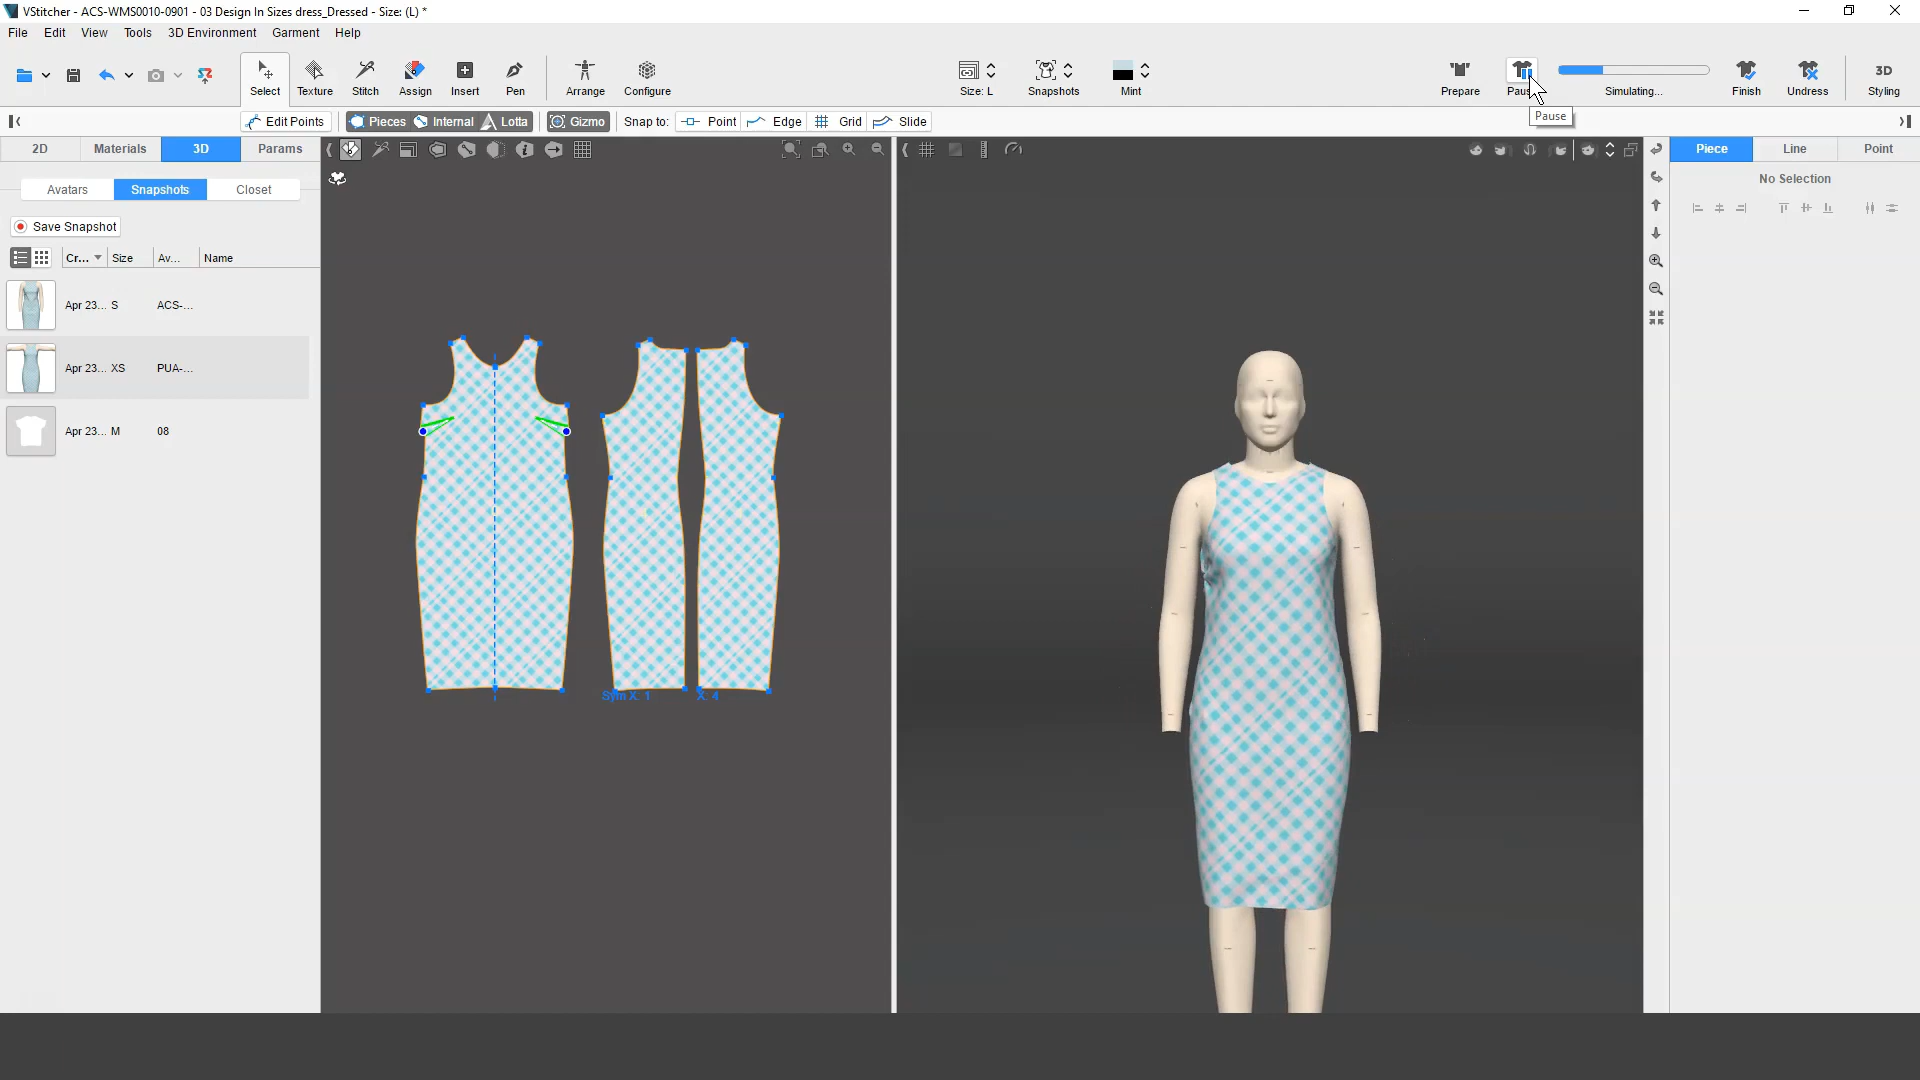 VStitcher - ACS-WMS0010-0901 - 03 Design In Sizes dress_Dressed - Size: (L) *
File Edit View Tools 3D Environment Garment Help
Select Texture Stitch Assign Insert Pen Arrange Configure Size: L Snapshots Mint Prepare Simulating... Finish Undress 3D Styling
Pause
Edit Points Pieces Internal Lotta Gizmo Snap to: Point Edge Grid Slide
2D Materials 3D Params Piece Line Point
No Selection
Avatars Snapshots Closet
Save Snapshot
Cr... Size Av... Name
Apr 23... S ACS-...
Apr 23... XS PUA-...
Apr 23... M 08
Sym X: 1 X: 4